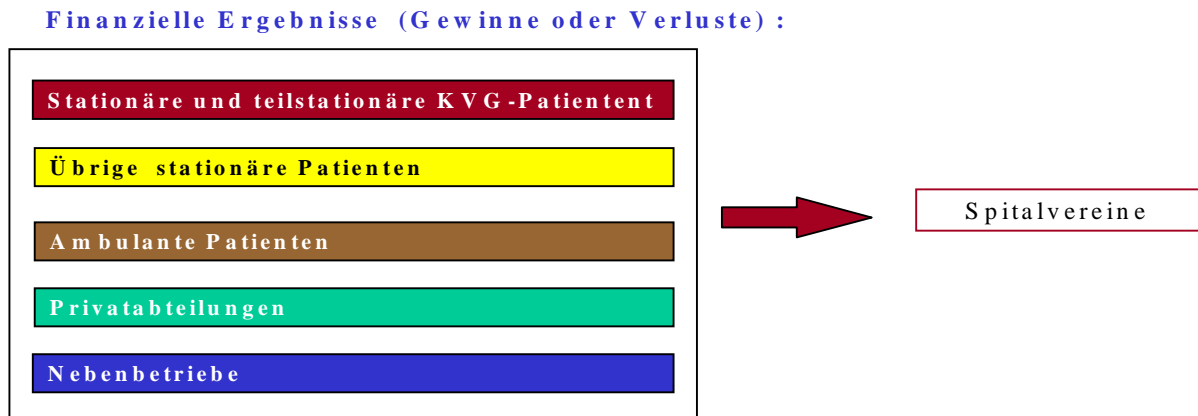 Finanzielle Ergebnisse (Gewinne oder Verluste) :
Stationäre und teilstationäre KVG-Patientent
Übrige stationäre Patienten
Spitalvereine
Ambulante Patienten
Privatabteilungen
Nebenbetriebe